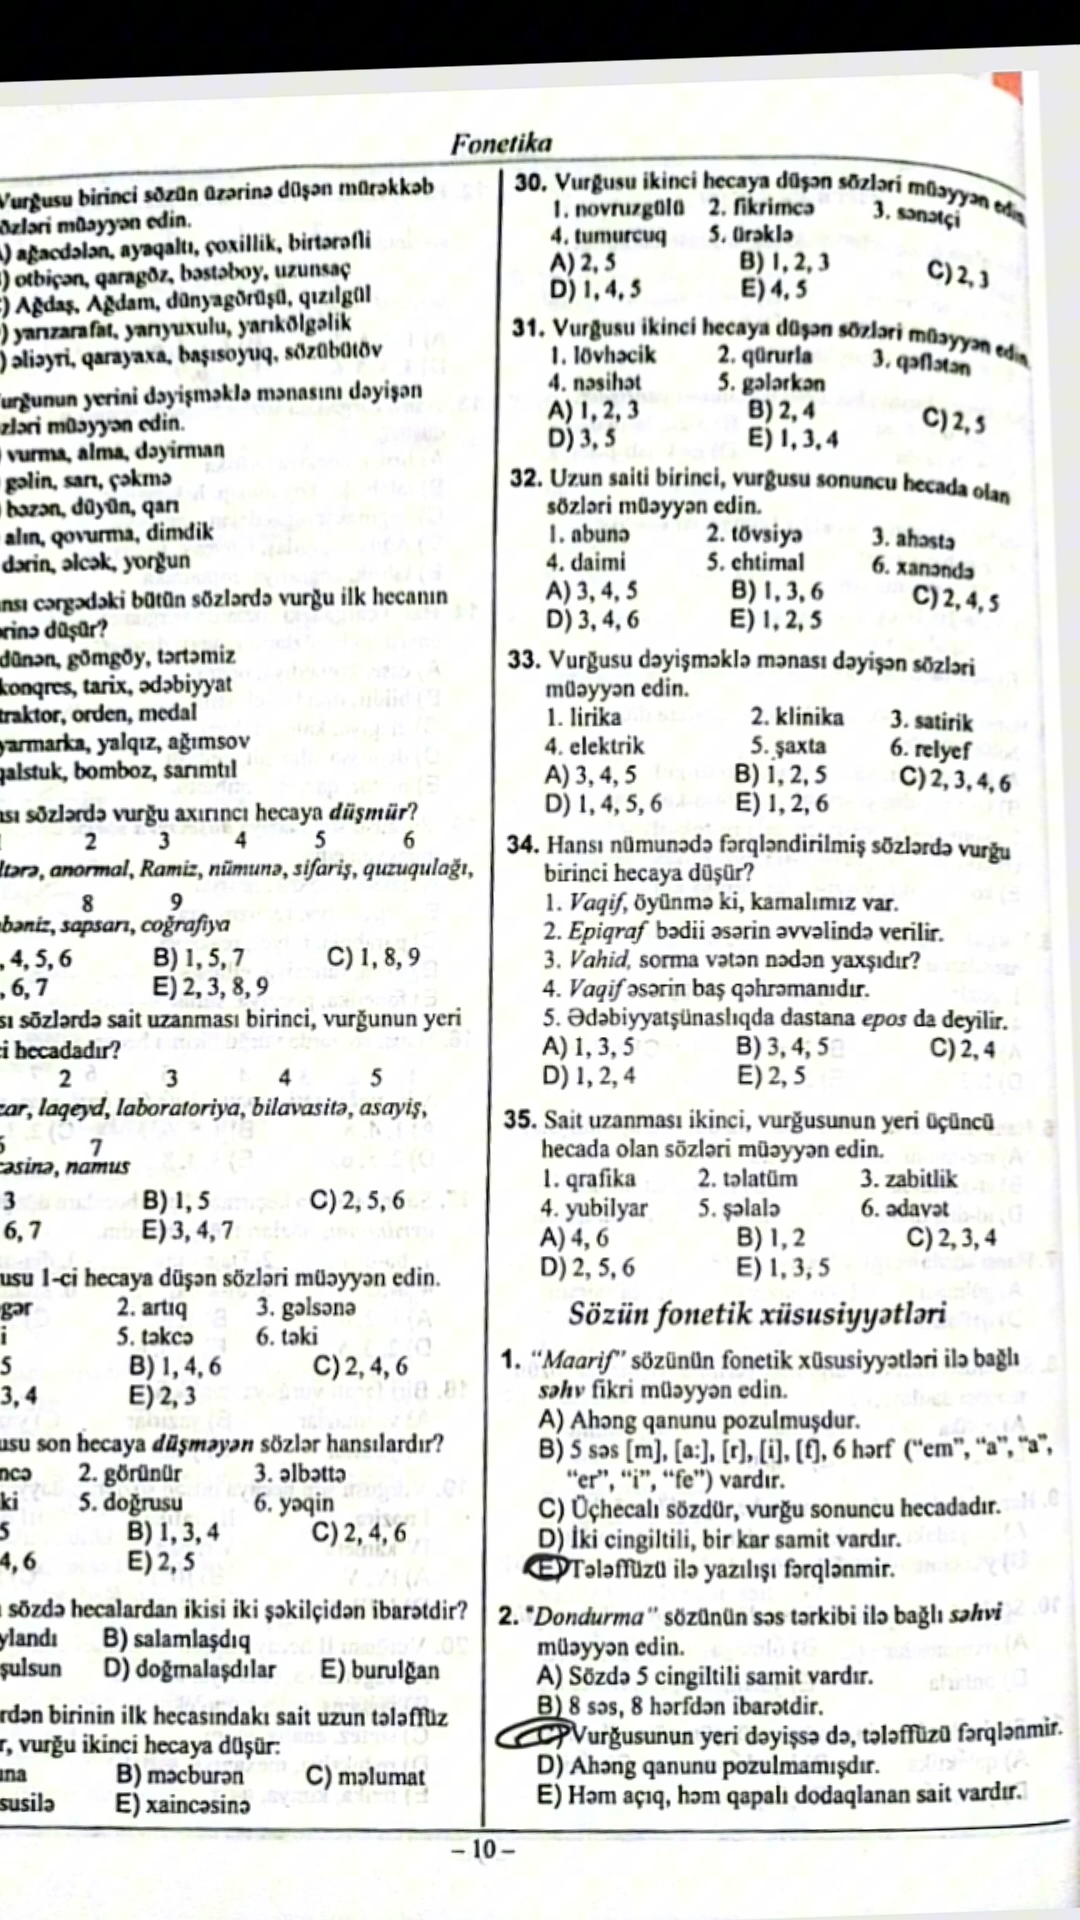 Fonetika
Vurğusu birinci sözün üzərinə düşən mürəkkəb
özləri müəyyən edin.
) ağacdələn, ayaqaltı, çoxillik, birtərəfli
) otbiçən, qaragöz, bəstəboy, uzunsaç
) Ağdaş, Ağdam, dünyagörüşü, qızılgül
) yarızarafat, yarıyuxulu, yarıkölgəlik
) əliəyri, qarayaxa, başısoyuq, sözübütöv
urğunun yerini dəyişməklə mənasını dəyişən
zləri müəyyən edin.
vurma, alma, dəyirman
gəlin, sarı, çəkmə
bəzən, düyün, qarı
alın, qovurma, dimdik
dərin, əlcək, yorğun
nsı cərgədəki bütün sözlərdə vurğu ilk hecanın
ərinə düşür?
dünən, gömgöy, tərtəmiz
konqres, tarix, ədəbiyyat
traktor, orden, medal
yarmarka, yalqız, ağımsov
qalstuk, bomboz, sarımtıl
nsı sözlərdə vurğu axırıncı hecaya düşmür?
2 3 4 5 6
ltərə, anormal, Ramiz, nümunə, sifariş, quzuqulağı,
8 9
bəniz, sapsarı, coğrafiya
, 4, 5, 6 B) 1, 5, 7 C) 1, 8, 9
, 6, 7 E) 2, 3, 8, 9
sı sözlərdə sait uzanması birinci, vurğunun yeri
i hecadadır?
2 3 4 5
zar, laqeyd, laboratoriya, bilavasitə, asayiş,
6 7
cəsinə, namus
3 B) 1, 5 C) 2, 5, 6
6, 7 E) 3, 4,7
usu 1-ci hecaya düşən sözləri müəyyən edin.
gər 2. artıq 3. gəlsənə
i 5. təkcə 6. təki
5 B) 1, 4, 6 C) 2, 4, 6
3, 4 E) 2, 3
usu son hecaya düşməyən sözlər hansılardır?
ncə 2. görünür 3. əlbəttə
ki 5. doğrusu 6. yəqin
5 B) 1, 3, 4 C) 2, 4, 6
4, 6 E) 2, 5
sözdə hecalardan ikisi iki şəkilçidən ibarətdir?
ylandı B) salamlaşdıq
şulsun D) doğmalaşdılar E) burulğan
rdən birinin ilk hecasındakı sait uzun tələffüz
r, vurğu ikinci hecaya düşür:
ına B) məcburən C) məlumat
susilə E) xaincəsinə
30. Vurğusu ikinci hecaya düşən sözləri müəyyən edin
1. novruzgülü 2. fikrimcə 3. sənətçi
4. tumurcuq 5. ürəklə
A) 2, 5 B) 1, 2, 3 C) 2, 3
D) 1, 4, 5 E) 4, 5
31. Vurğusu ikinci hecaya düşən sözləri müəyyən edin
1. lövhəcik 2. qürurla 3. qəflətən
4. nəsihət 5. gələrkən
A) 1, 2, 3 B) 2, 4 C) 2, 5
D) 3, 5 E) 1, 3, 4
32. Uzun saiti birinci, vurğusu sonuncu hecada olan
sözləri müəyyən edin.
1. abunə 2. tövsiyə 3. ahəstə
4. daimi 5. ehtimal 6. xanəndə
A) 3, 4, 5 B) 1, 3, 6 C) 2, 4, 5
D) 3, 4, 6 E) 1, 2, 5
33. Vurğusu dəyişməklə mənası dəyişən sözləri
müəyyən edin.
1. lirika 2. klinika 3. satirik
4. elektrik 5. şaxta 6. relyef
A) 3, 4, 5 B) 1, 2, 5 C) 2, 3, 4, 6
D) 1, 4, 5, 6 E) 1, 2, 6
34. Hansı nümunədə fərqləndirilmiş sözlərdə vurğu
birinci hecaya düşür?
1. Vaqif, öyünmə ki, kamalımız var.
2. Epiqraf bədii əsərin əvvəlində verilir.
3. Vahid, sorma vətən nədən yaxşıdır?
4. Vaqif əsərin baş qəhrəmanıdır.
5. Ədəbiyyatşünaslıqda dastana epos da deyilir.
A) 1, 3, 5 B) 3, 4, 5 C) 2, 4
D) 1, 2, 4 E) 2, 5
35. Sait uzanması ikinci, vurğusunun yeri üçüncü
hecada olan sözləri müəyyən edin.
1. qrafika 2. təlatüm 3. zabitlik
4. yubilyar 5. şəlalə 6. ədavət
A) 4, 6 B) 1, 2 C) 2, 3, 4
D) 2, 5, 6 E) 1, 3, 5
Sözün fonetik xüsusiyyətləri
1. “Maarif” sözünün fonetik xüsusiyyətləri ilə bağlı
səhv fikri müəyyən edin.
A) Ahəng qanunu pozulmuşdur.
B) 5 səs [m], [a:], [r], [i], [f], 6 hərf (“em”, “a”, “a”,
“er”, “i”, “fe”) vardır.
C) Üçhecalı sözdür, vurğu sonuncu hecadadır.
D) İki cingiltili, bir kar samit vardır.
E) Tələffüzü ilə yazılışı fərqlənmir.
2. “Dondurma” sözünün səs tərkibi ilə bağlı səhvi
müəyyən edin.
A) Sözdə 5 cingiltili samit vardır.
B) 8 səs, 8 hərfdən ibarətdir.
C) Vurğusunun yeri dəyişsə də, tələffüzü fərqlənmir.
D) Ahəng qanunu pozulmamışdır.
E) Həm açıq, həm qapalı dodaqlanan sait vardır.
– 10 –